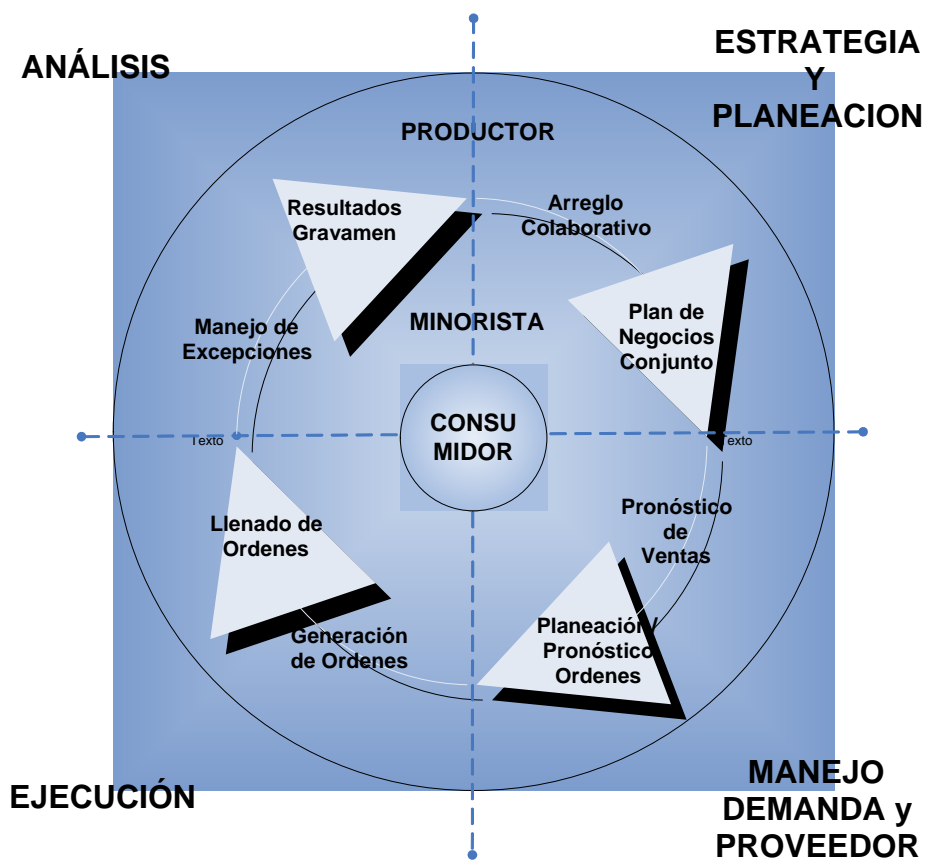 ANÁLISIS
ESTRATEGIA
Y
PLANEACION
PRODUCTOR
Resultados
Gravamen
Arreglo
Colaborativo
Manejo de
Excepciones
MINORISTA
Plan de
Negocios
Conjunto
CONSU
MIDOR
Texto
exto
Llenado de
Ordenes
Pronóstico
de
Ventas
Generación
de Ordenes
Planeación /
Pronóstico
Ordenes
EJECUCIÓN
MANEJO
DEMANDA y
PROVEEDOR